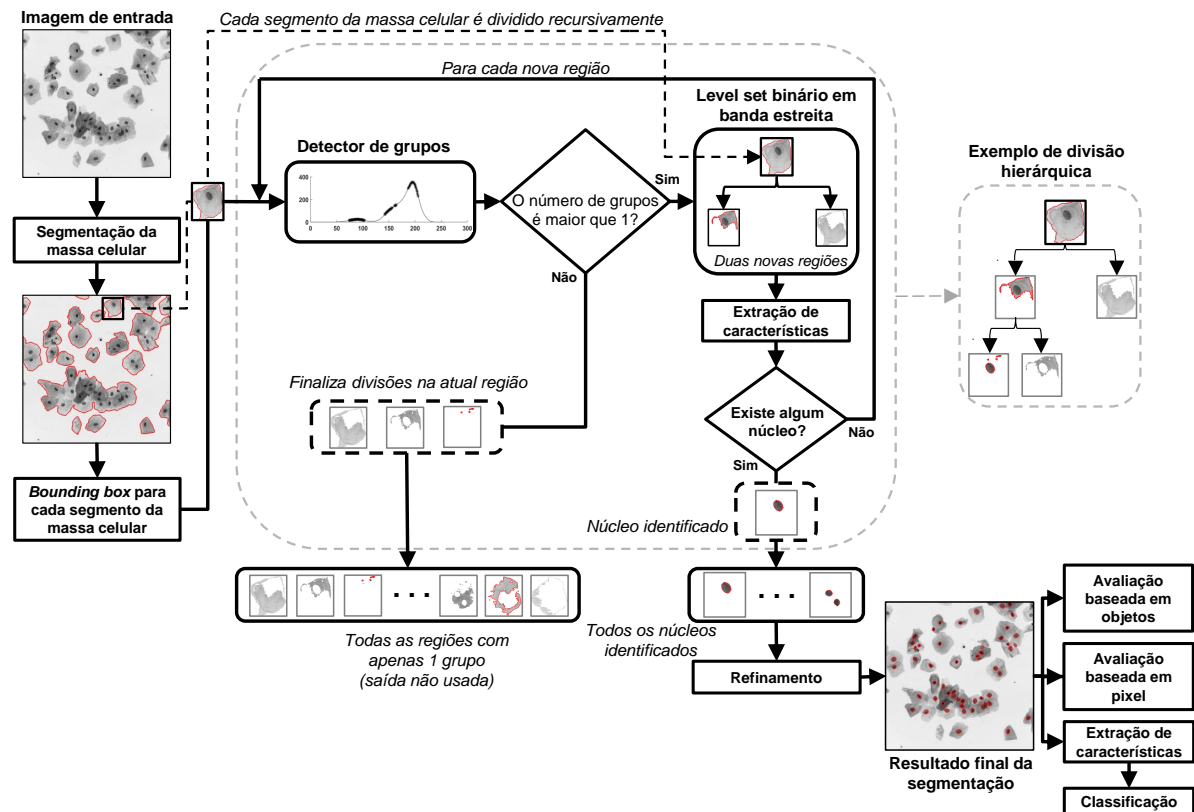 Imagem de entrada
Cada segmento da massa celular é dividido recursivamente
Para cada nova região
Level set binário em
banda estreita
Detector de grupos
400
200
0
0
50
100
150
200
250
300
O número de grupos
é maior que 1?
Sim
Não
Duas novas regiões
Exemplo de divisão
hierárquica
Segmentação da
massa celular
Extração de
características
Finaliza divisões na atual região
Existe algum
núcleo?
Não
Sim
Bounding box para
cada segmento da
massa celular
Núcleo identificado
Todas as regiões com
apenas 1 grupo
(saída não usada)
Todos os núcleos
identificados
Refinamento
Resultado final da
segmentação
Avaliação
baseada em
objetos
Avaliação
baseada em
pixel
Extração de
características
Classificação